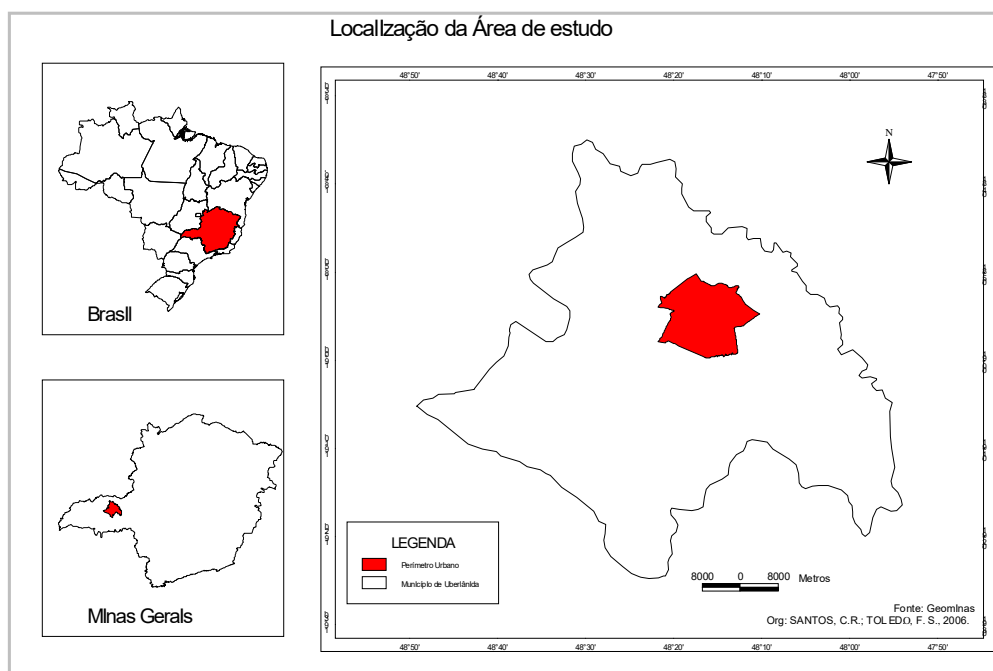 LocalIzação da Área de estudo
BrasIl
MInas GeraIs
48°50' 48°40' 48°30' 48°20' 48°10' 48°00' 47°50'
N
LEGENDA
Perímetro Urbano
Município de Uberlândia
8000 0 8000 Metros
Fonte: GeomInas
Org: SANTOS, C.R.; TOLEDO, F. S., 2006.
48°50' 48°40' 48°30' 48°20' 48°10' 48°00' 47°50'